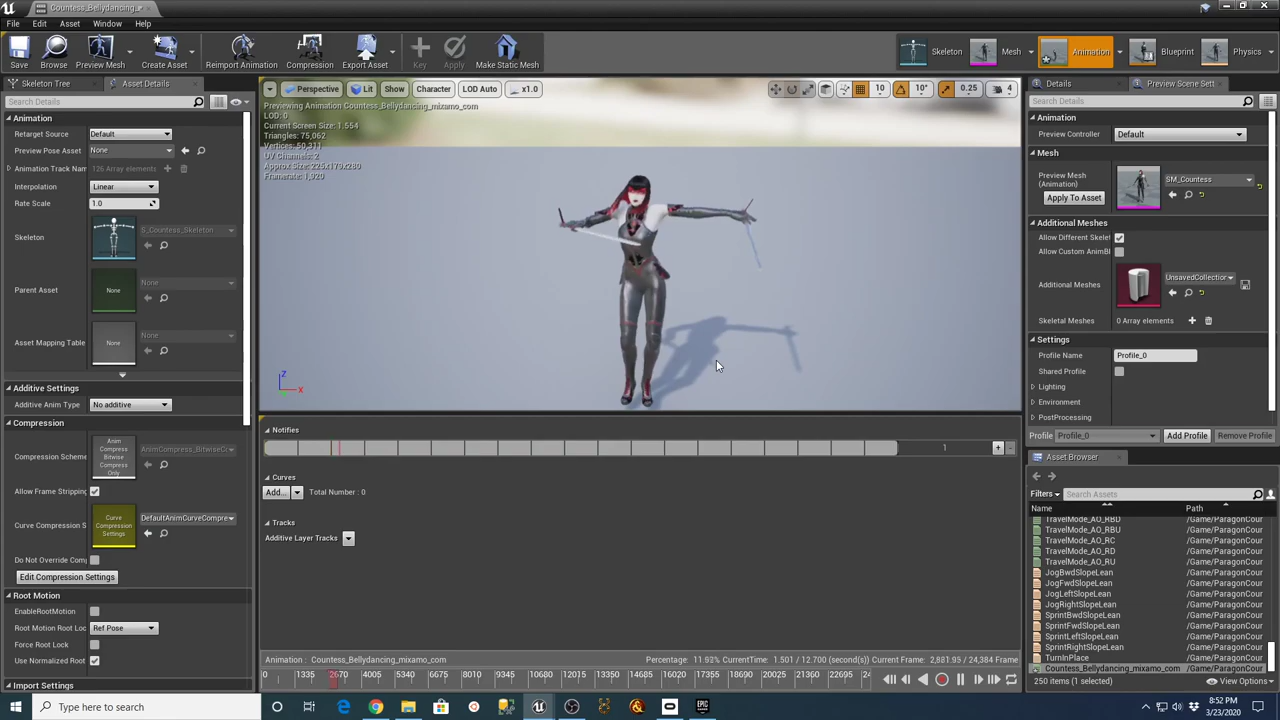 Countess_Bellydancing_
File Edit Asset Window Help
Save Browse Preview Mesh Create Asset Reimport Animation Compression Export Asset Key Apply Make Static Mesh Skeleton Mesh Animation Blueprint Physics
Skeleton Tree Asset Details
Search Details
Animation
Retarget Source Default
Preview Pose Asset None
Animation Track Nam 126 Array elements
Interpolation Linear
Rate Scale 1.0
Skeleton S_Countess_Skeleton
Parent Asset None None
Asset Mapping Table None None
Additive Settings
Additive Anim Type No additive
Compression
Compression Scheme Anim Compress Bitwise Compress Only AnimCompress_BitwiseC
Allow Frame Stripping
Curve Compression S Curve Compression Settings DefaultAnimCurveCompre
Do Not Override Comp
Edit Compression Settings
Root Motion
EnableRootMotion
Root Motion Root Loc Ref Pose
Force Root Lock
Use Normalized Root
Import Settings
Perspective Lit Show Character LOD Auto x1.0 10 10° 0.25 4
Previewing Animation Countess_Bellydancing_mixamo_com
LOD: 0
Current Screen Size: 1.554
Triangles: 75,062
Vertices: 50,311
UV Channels: 2
Approx Size: 225x179x280
Framerate: 1,920
Notifies
1
Curves
Add... Total Number : 0
Tracks
Additive Layer Tracks
Animation : Countess_Bellydancing_mixamo_com Percentage: 11.93% CurrentTime: 1.501 / 12.700 (second(s)) Current Frame: 2,881.95 / 24,384 Frame
0 1335 2670 4005 5340 6675 8010 9345 10680 12015 13350 14685 16020 17355 18690 20025 21360 22695 24
Details Preview Scene Sett
Search Details
Animation
Preview Controller Default
Mesh
Preview Mesh (Animation) SM_Countess
Apply To Asset
Additional Meshes
Allow Different Skele
Allow Custom AnimBl
Additional Meshes UnsavedCollection
Skeletal Meshes 0 Array elements
Settings
Profile Name Profile_0
Shared Profile
Lighting
Environment
PostProcessing
Profile Profile_0 Add Profile Remove Profile
Asset Browser
Filters Search Assets
Name Path
TravelMode_AO_RBD /Game/ParagonCour
TravelMode_AO_RBU /Game/ParagonCour
TravelMode_AO_RC /Game/ParagonCour
TravelMode_AO_RD /Game/ParagonCour
TravelMode_AO_RU /Game/ParagonCour
JogBwdSlopeLean /Game/ParagonCour
JogFwdSlopeLean /Game/ParagonCour
JogLeftSlopeLean /Game/ParagonCour
JogRightSlopeLean /Game/ParagonCour
SprintBwdSlopeLean /Game/ParagonCour
SprintFwdSlopeLean /Game/ParagonCour
SprintLeftSlopeLean /Game/ParagonCour
SprintRightSlopeLean /Game/ParagonCour
TurnInPlace /Game/ParagonCour
Countess_Bellydancing_mixamo_com /Game/ParagonCour
250 items (1 selected) View Options
Type here to search
8:52 PM
3/23/2020